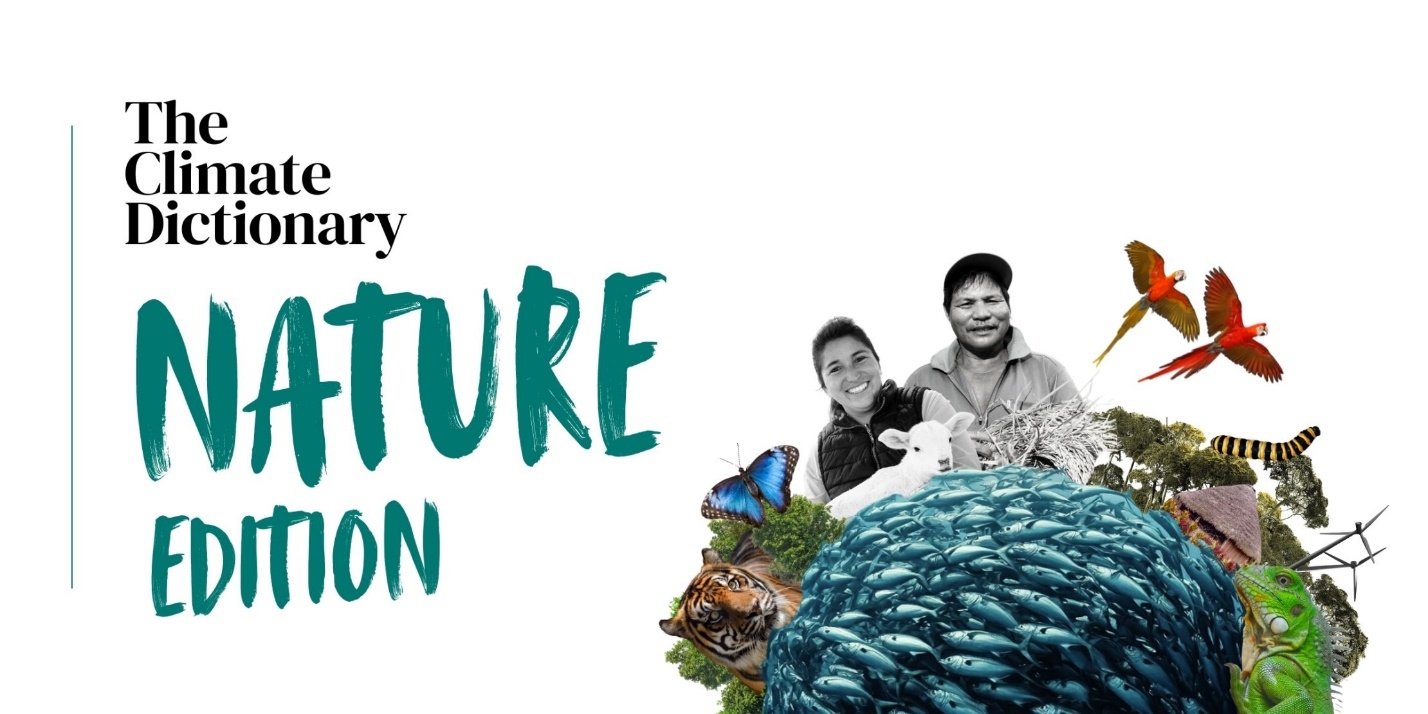 The
Climate
Dictionary
NATURE
EDITION